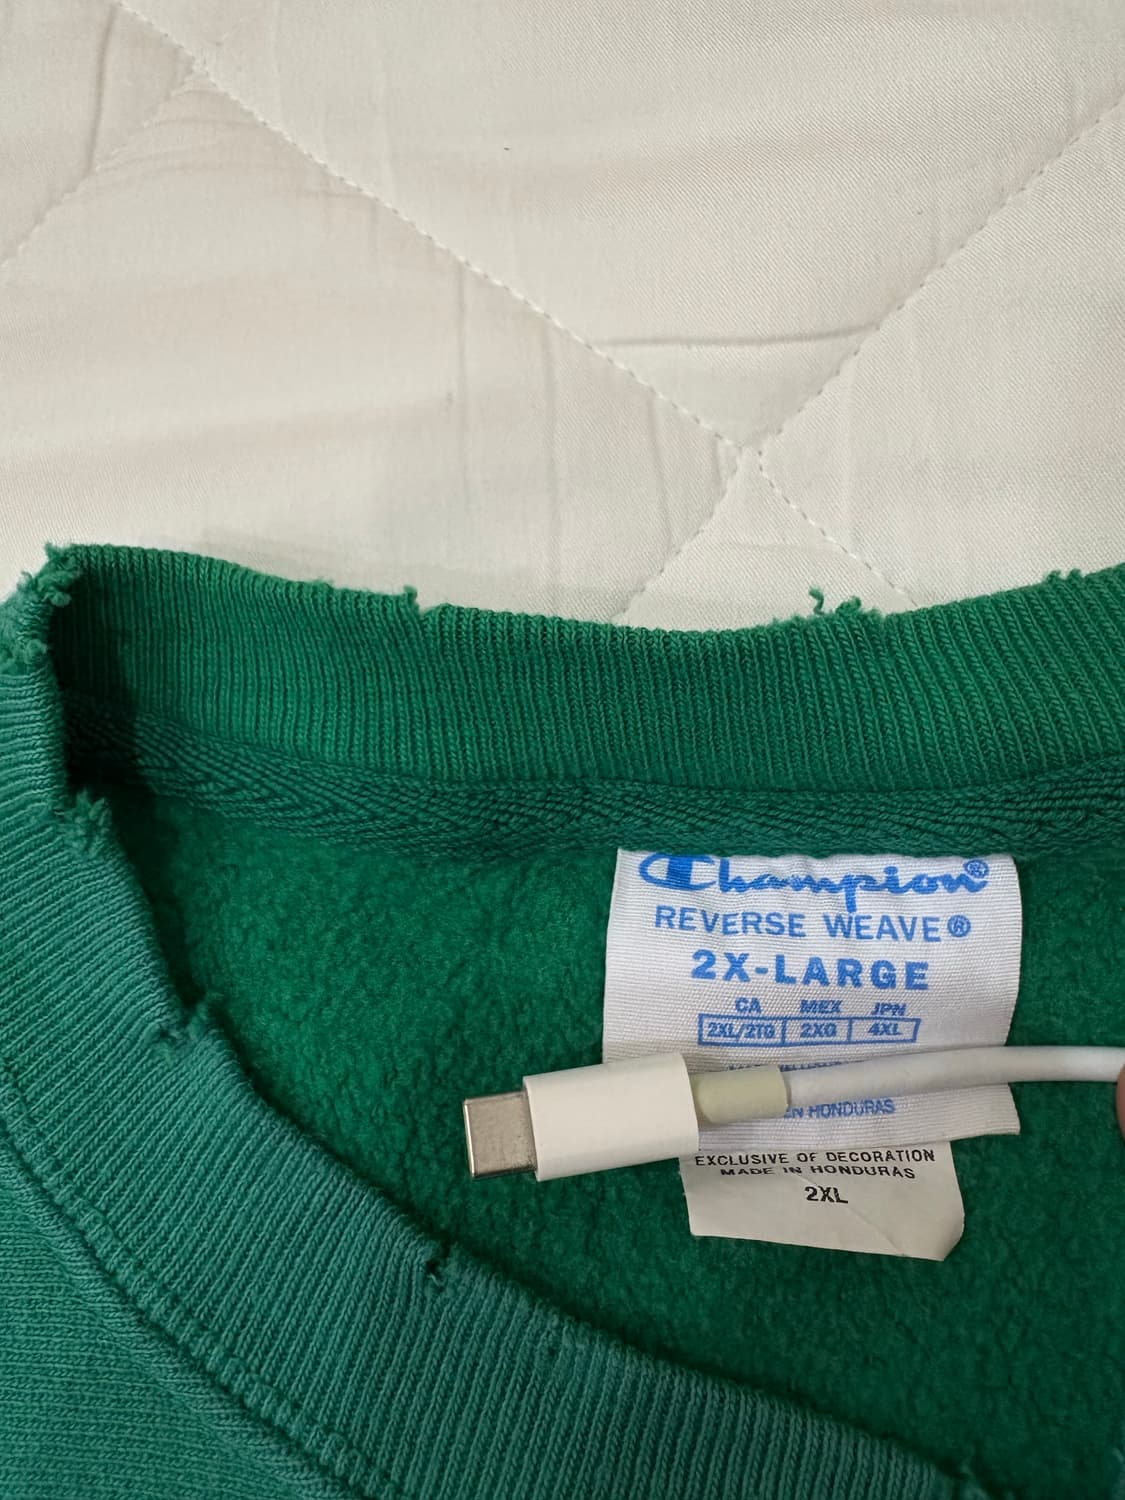 Champion®
REVERSE WEAVE®
2X-LARGE
CA MEX JPN
2XL/2TG 2XG 4XL
EN HONDURAS
EXCLUSIVE OF DECORATION
MADE IN HONDURAS
2XL